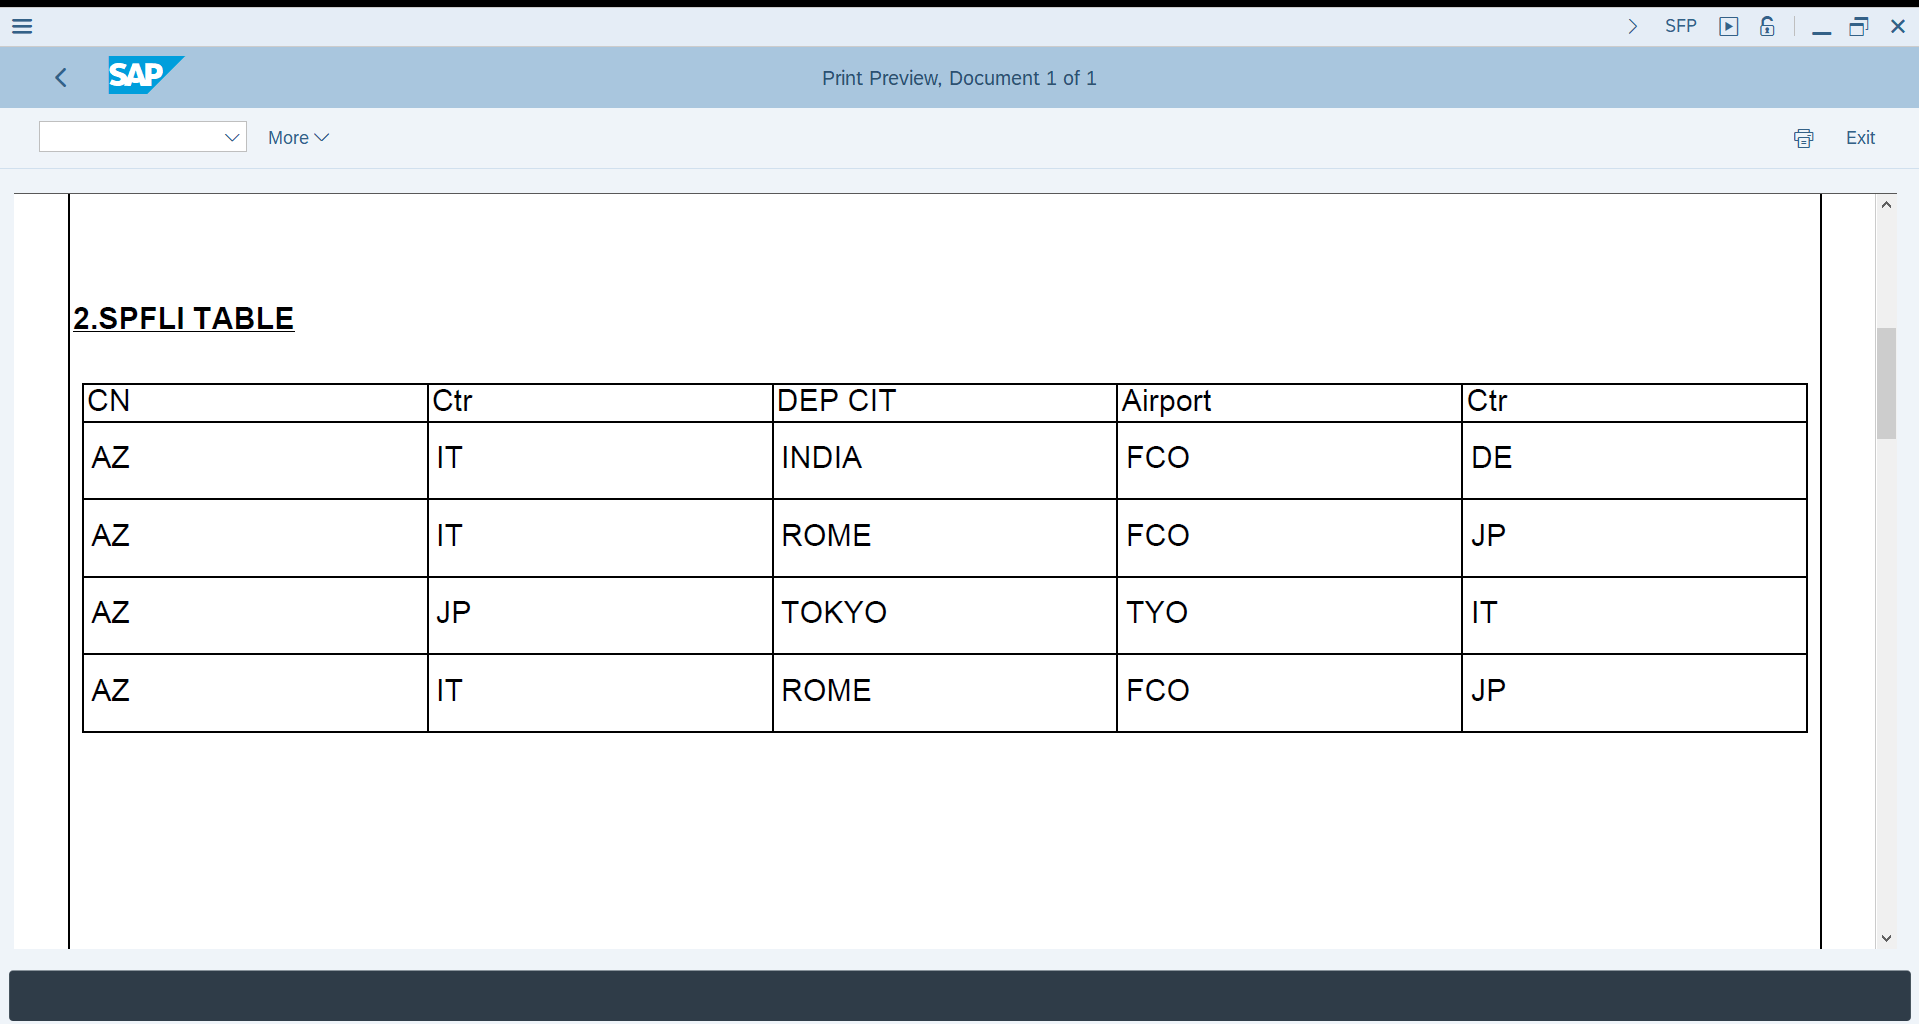 SFP
SAP
Print Preview, Document 1 of 1
More
Exit
2.SPFLI TABLE
CN Ctr DEP CIT Airport Ctr
AZ IT INDIA FCO DE
AZ IT ROME FCO JP
AZ JP TOKYO TYO IT
AZ IT ROME FCO JP